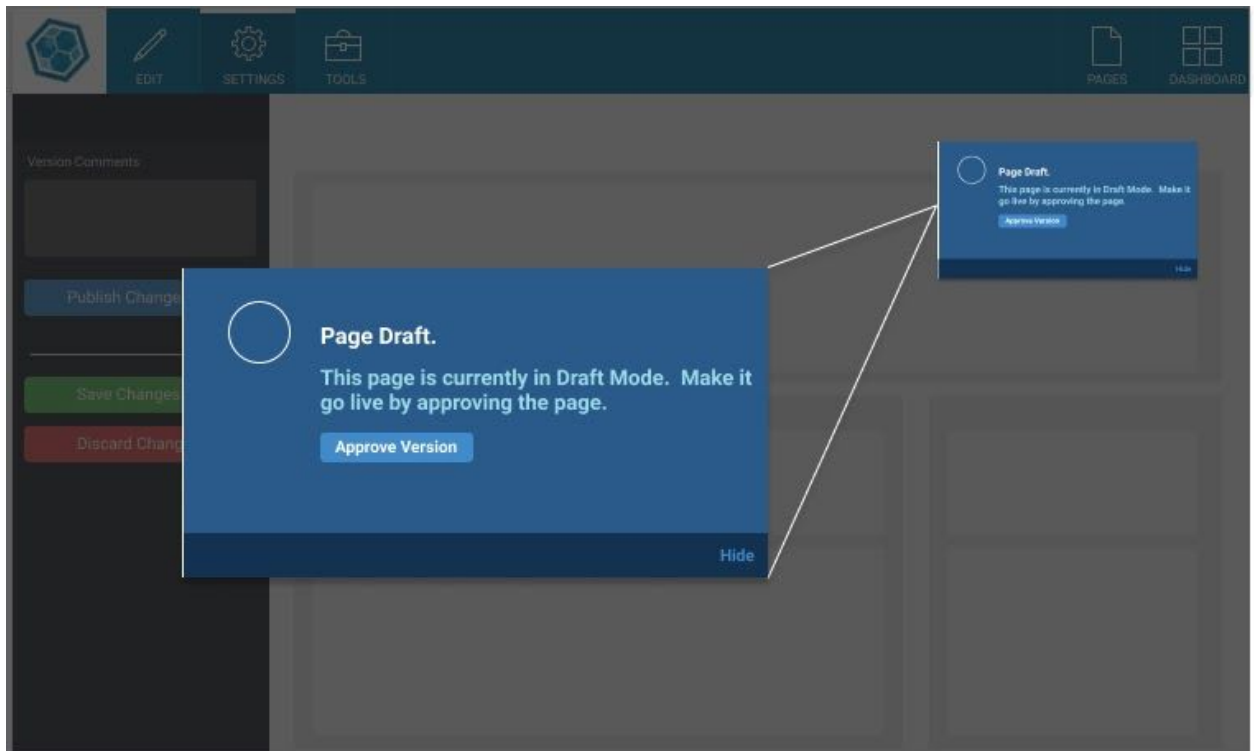 EDIT
SETTINGS
TOOLS
PAGES
DASHBOARD
Version Comments
Page Draft.
This page is currently in Draft Mode. Make it
go live by approving the page.
Approve Version
Hide
Publish Change
Save Changes
Discard Chang
Page Draft.
This page is currently in Draft Mode. Make it
go live by approving the page.
Approve Version
Hide